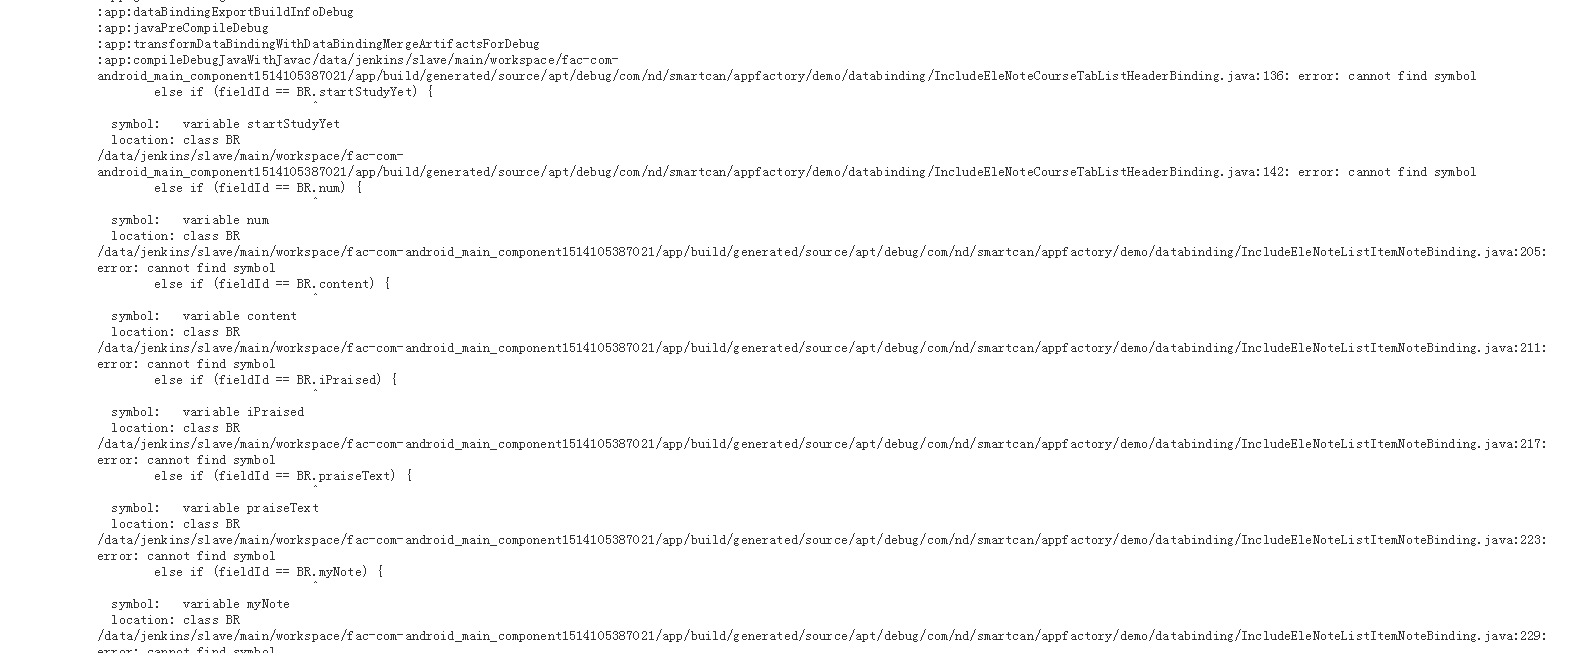 :app:dataBindingExportBuildInfoDebug
:app:javaPreCompileDebug
:app:transformDataBindingWithDataBindingMergeArtifactsForDebug
:app:compileDebugJavaWithJavac/data/jenkins/slave/main/workspace/fac-com-
android_main_component1514105387021/app/build/generated/source/apt/debug/com/nd/smartcan/appfactory/demo/databinding/IncludeEleNoteCourseTabListHeaderBinding.java:136: error: cannot find symbol
else if (fieldId == BR.startStudyYet) {
^
symbol:   variable startStudyYet
location: class BR
/data/jenkins/slave/main/workspace/fac-com-
android_main_component1514105387021/app/build/generated/source/apt/debug/com/nd/smartcan/appfactory/demo/databinding/IncludeEleNoteCourseTabListHeaderBinding.java:142: error: cannot find symbol
else if (fieldId == BR.num) {
^
symbol:   variable num
location: class BR
/data/jenkins/slave/main/workspace/fac-com-android_main_component1514105387021/app/build/generated/source/apt/debug/com/nd/smartcan/appfactory/demo/databinding/IncludeEleNoteListItemNoteBinding.java:205:
error: cannot find symbol
else if (fieldId == BR.content) {
^
symbol:   variable content
location: class BR
/data/jenkins/slave/main/workspace/fac-com-android_main_component1514105387021/app/build/generated/source/apt/debug/com/nd/smartcan/appfactory/demo/databinding/IncludeEleNoteListItemNoteBinding.java:211:
error: cannot find symbol
else if (fieldId == BR.iPraised) {
^
symbol:   variable iPraised
location: class BR
/data/jenkins/slave/main/workspace/fac-com-android_main_component1514105387021/app/build/generated/source/apt/debug/com/nd/smartcan/appfactory/demo/databinding/IncludeEleNoteListItemNoteBinding.java:217:
error: cannot find symbol
else if (fieldId == BR.praiseText) {
^
symbol:   variable praiseText
location: class BR
/data/jenkins/slave/main/workspace/fac-com-android_main_component1514105387021/app/build/generated/source/apt/debug/com/nd/smartcan/appfactory/demo/databinding/IncludeEleNoteListItemNoteBinding.java:223:
error: cannot find symbol
else if (fieldId == BR.myNote) {
^
symbol:   variable myNote
location: class BR
/data/jenkins/slave/main/workspace/fac-com-android_main_component1514105387021/app/build/generated/source/apt/debug/com/nd/smartcan/appfactory/demo/databinding/IncludeEleNoteListItemNoteBinding.java:229:
error: cannot find symbol